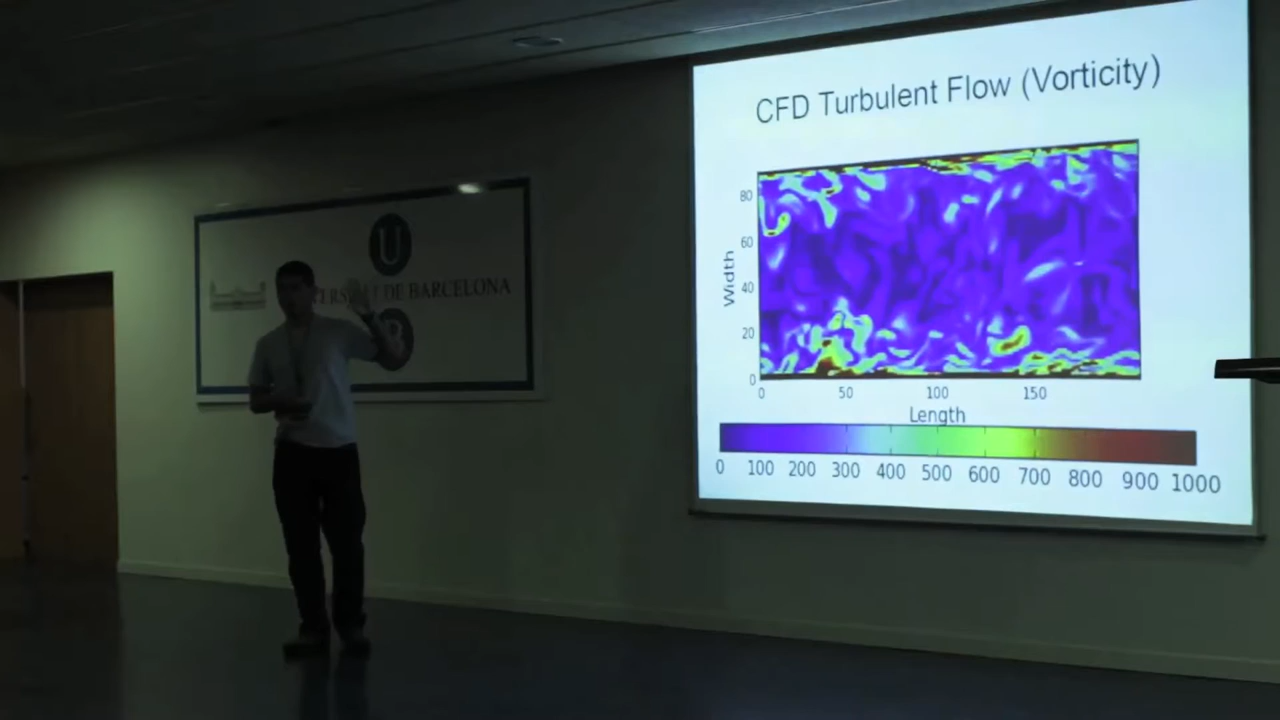 U
UNIVERSITAT DE BARCELONA
B
CFD Turbulent Flow (Vorticity)
80
60
40
20
0
Width
0 50 100 150
Length
0 100 200 300 400 500 600 700 800 900 1000